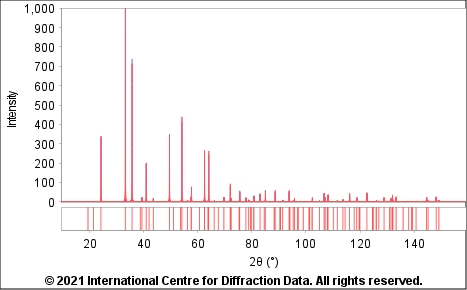 1,000
900
800
700
600
500
400
300
200
100
0
Intensity
20 40 60 80 100 120 140
2θ (°)
© 2021 International Centre for Diffraction Data. All rights reserved.